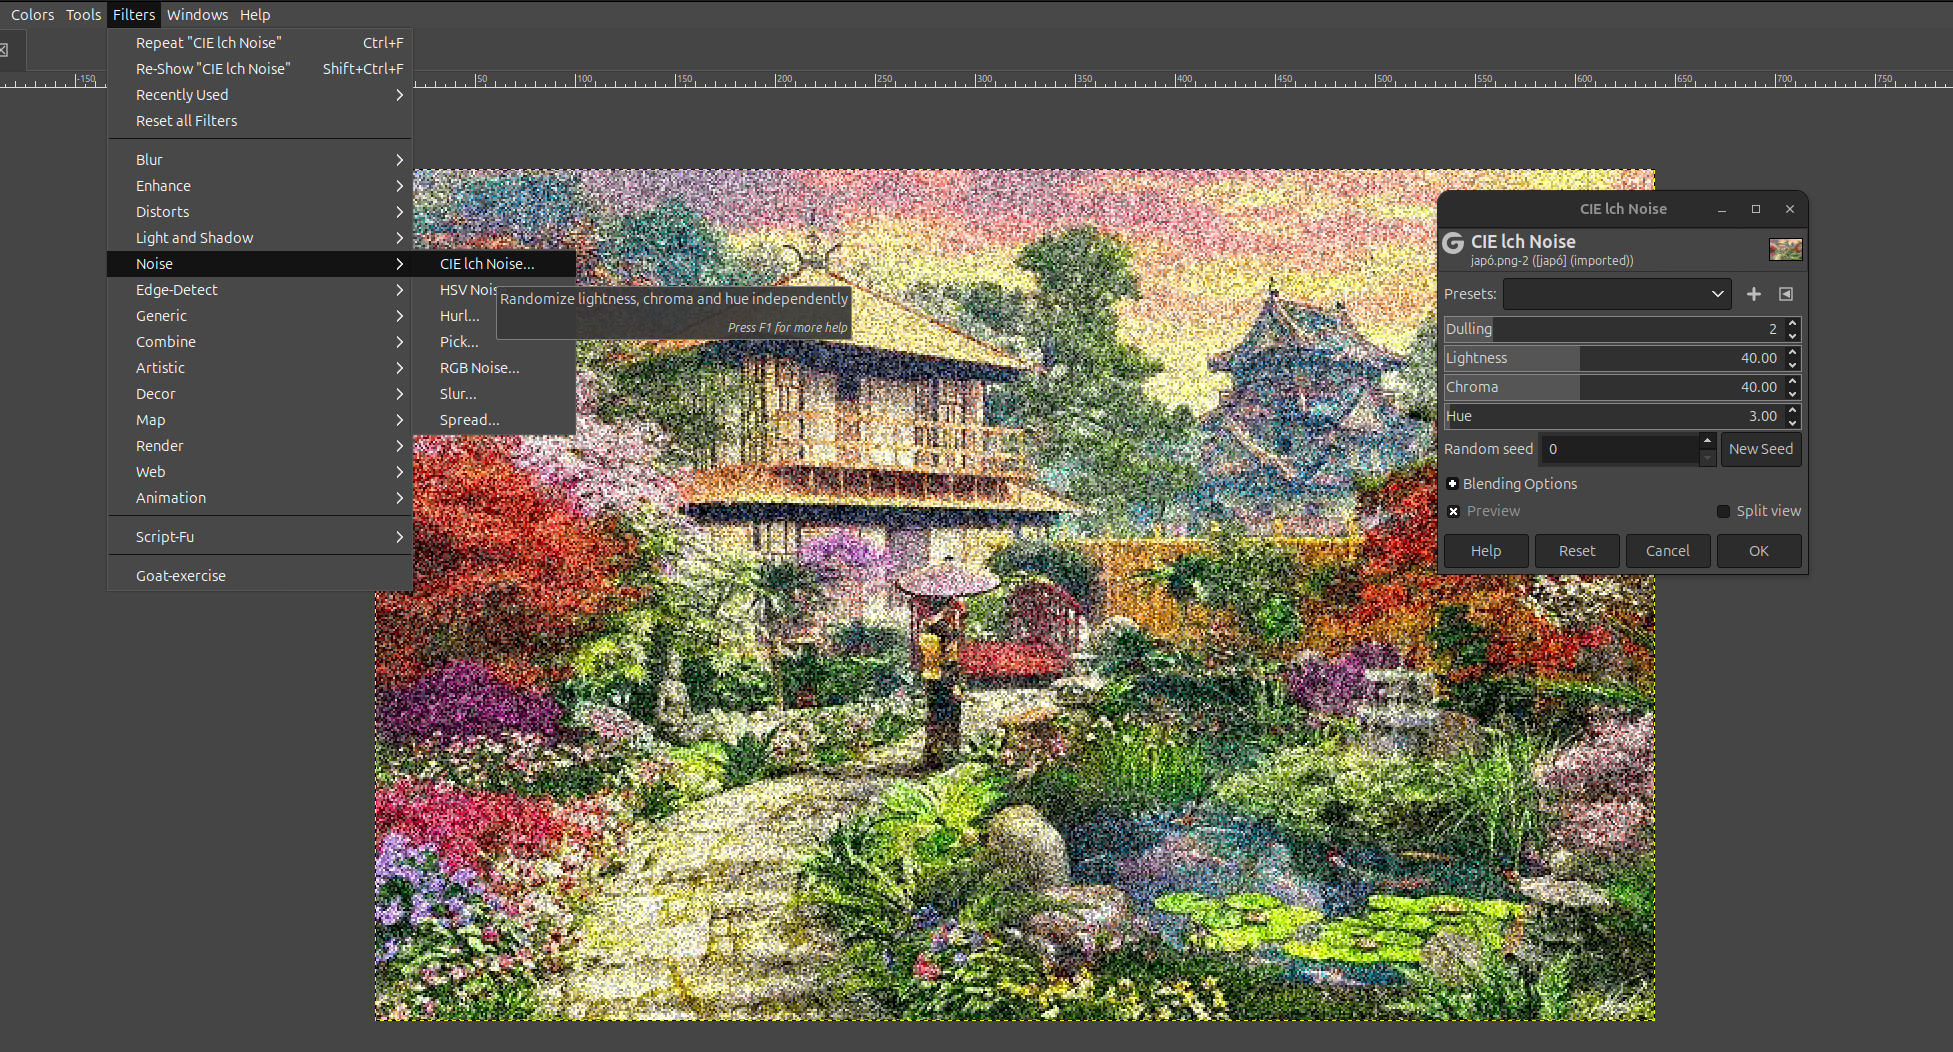 Colors Tools Filters Windows Help
-150 50 100 150 200 250 300 350 400 450 500 550 600 650 700 750
Repeat "CIE lch Noise" Ctrl+F
Re-Show "CIE lch Noise" Shift+Ctrl+F
Recently Used
Reset all Filters
Blur
Enhance
Distorts
Light and Shadow
Noise
Edge-Detect
Generic
Combine
Artistic
Decor
Map
Render
Web
Animation
Script-Fu
Goat-exercise
CIE lch Noise...
HSV Nois
Hurl...
Pick...
RGB Noise...
Slur...
Spread...
Randomize lightness, chroma and hue independently
Press F1 for more help
CIE lch Noise
CIE lch Noise
japó.png-2 ([japó] (imported))
Presets:
Dulling 2
Lightness 40.00
Chroma 40.00
Hue 3.00
Random seed 0 New Seed
Blending Options
Preview Split view
Help Reset Cancel OK